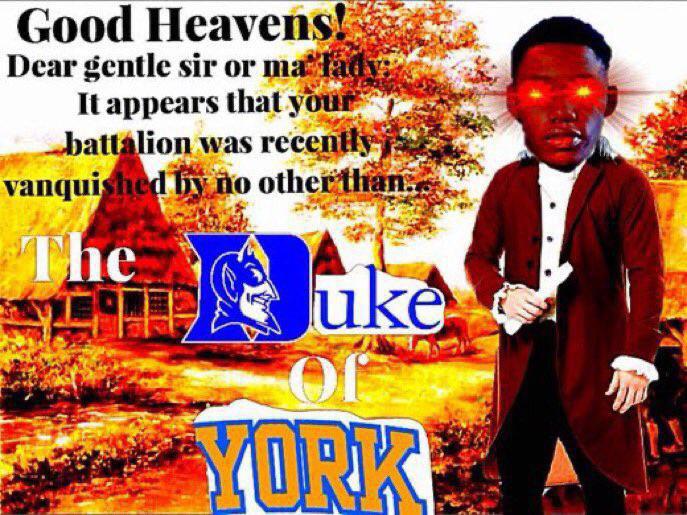 Good Heavens!
Dear gentle sir or ma' lady:
It appears that your
battalion was recently
vanquished by no other than...
The Duke
Of
YORK